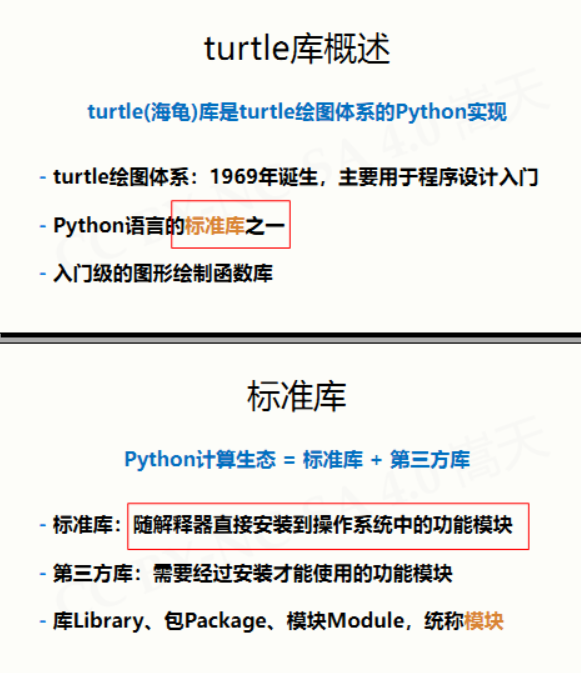 turtle库概述
turtle(海龟)库是turtle绘图体系的Python实现
- turtle绘图体系：1969年诞生，主要用于程序设计入门
- Python语言的标准库之一
- 入门级的图形绘制函数库
标准库
Python计算生态 = 标准库 + 第三方库
- 标准库：随解释器直接安装到操作系统中的功能模块
- 第三方库：需要经过安装才能使用的功能模块
- 库Library、包Package、模块Module，统称模块